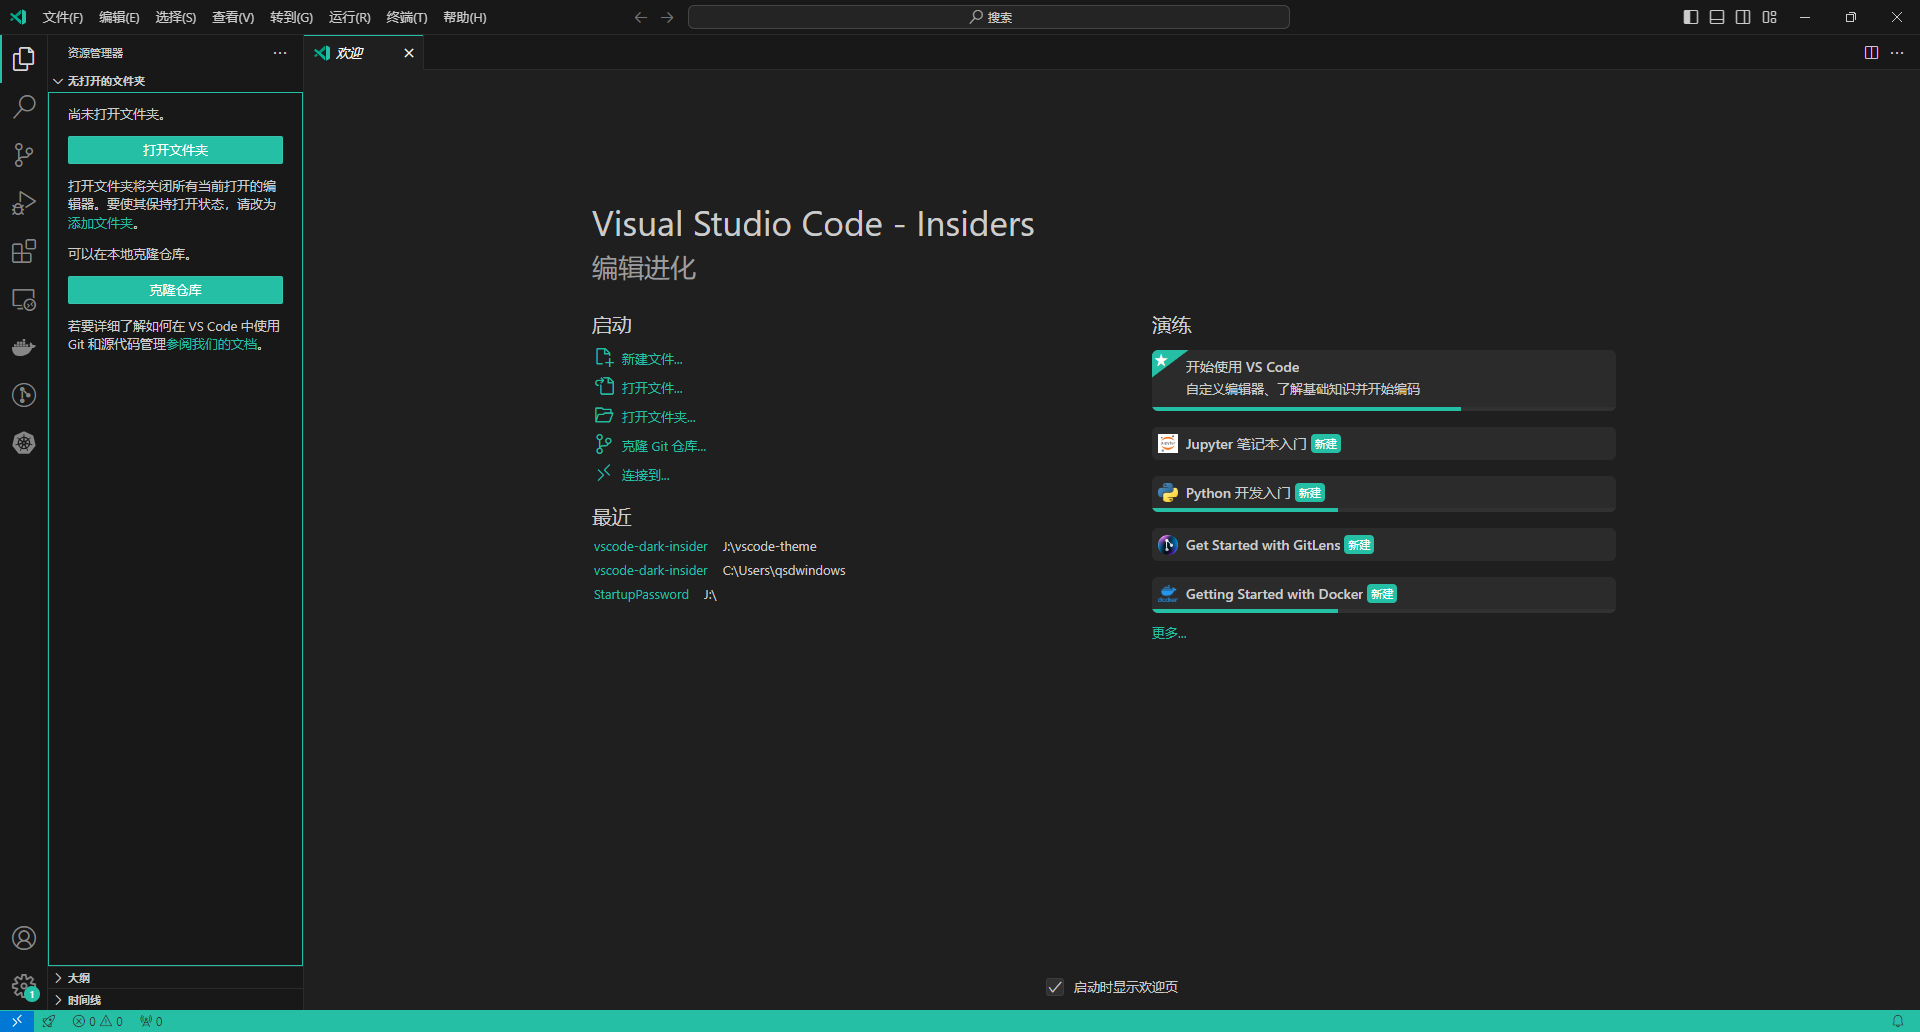 文件(F) 编辑(E) 选择(S) 查看(V) 转到(G) 运行(R) 终端(T) 帮助(H)
搜索
资源管理器
无打开的文件夹
尚未打开文件夹。
打开文件夹
打开文件夹将关闭所有当前打开的编
辑器。要使其保持打开状态，请改为
添加文件夹。
可以在本地克隆仓库。
克隆仓库
若要详细了解如何在 VS Code 中使用
Git 和源代码管理参阅我们的文档。
大纲
时间线
欢迎
Visual Studio Code - Insiders
编辑进化
启动
新建文件...
打开文件...
打开文件夹...
克隆 Git 仓库...
连接到...
最近
vscode-dark-insider J:\vscode-theme
vscode-dark-insider C:\Users\qsdwindows
StartupPassword J:\
演练
开始使用 VS Code
自定义编辑器、了解基础知识并开始编码
Jupyter 笔记本入门 新建
Python 开发入门 新建
Get Started with GitLens 新建
Getting Started with Docker 新建
更多...
启动时显示欢迎页
1
0 0 0